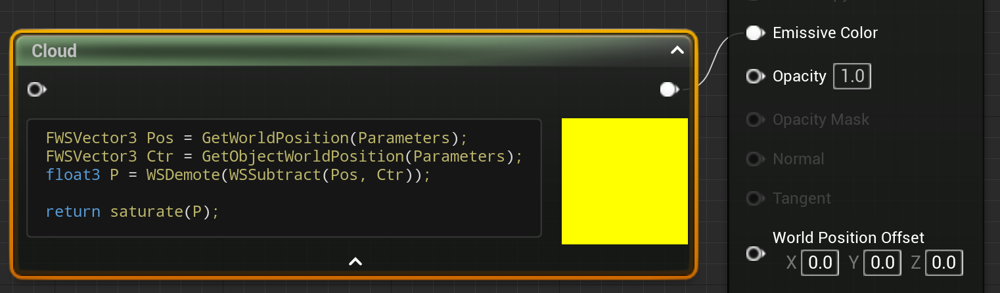 Cloud
FWSVector3 Pos = GetWorldPosition(Parameters);
FWSVector3 Ctr = GetObjectWorldPosition(Parameters);
float3 P = WSDemote(WSSubtract(Pos, Ctr));
return saturate(P);
Emissive Color
Opacity 1.0
Opacity Mask
Normal
Tangent
World Position Offset
X 0.0 Y 0.0 Z 0.0